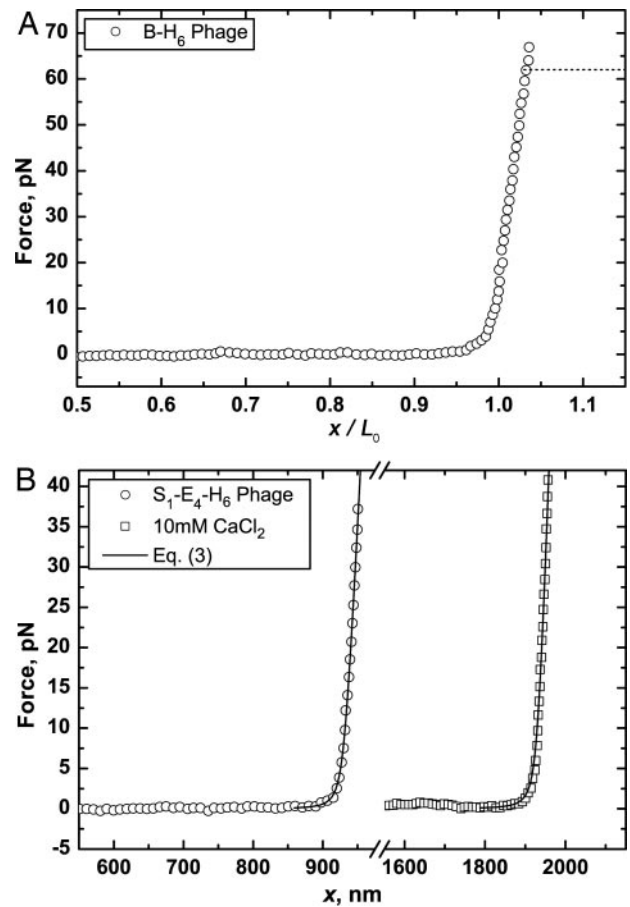 A
B-H₆ Phage
70
60
50
40
30
20
10
0
Force, pN
0.5 0.6 0.7 0.8 0.9 1.0 1.1
x / L₀
B
S₁-E₄-H₆ Phage
10mM CaCl₂
Eq. (3)
40
35
30
25
20
15
10
5
0
-5
Force, pN
600 700 800 900 1600 1800 2000
x, nm